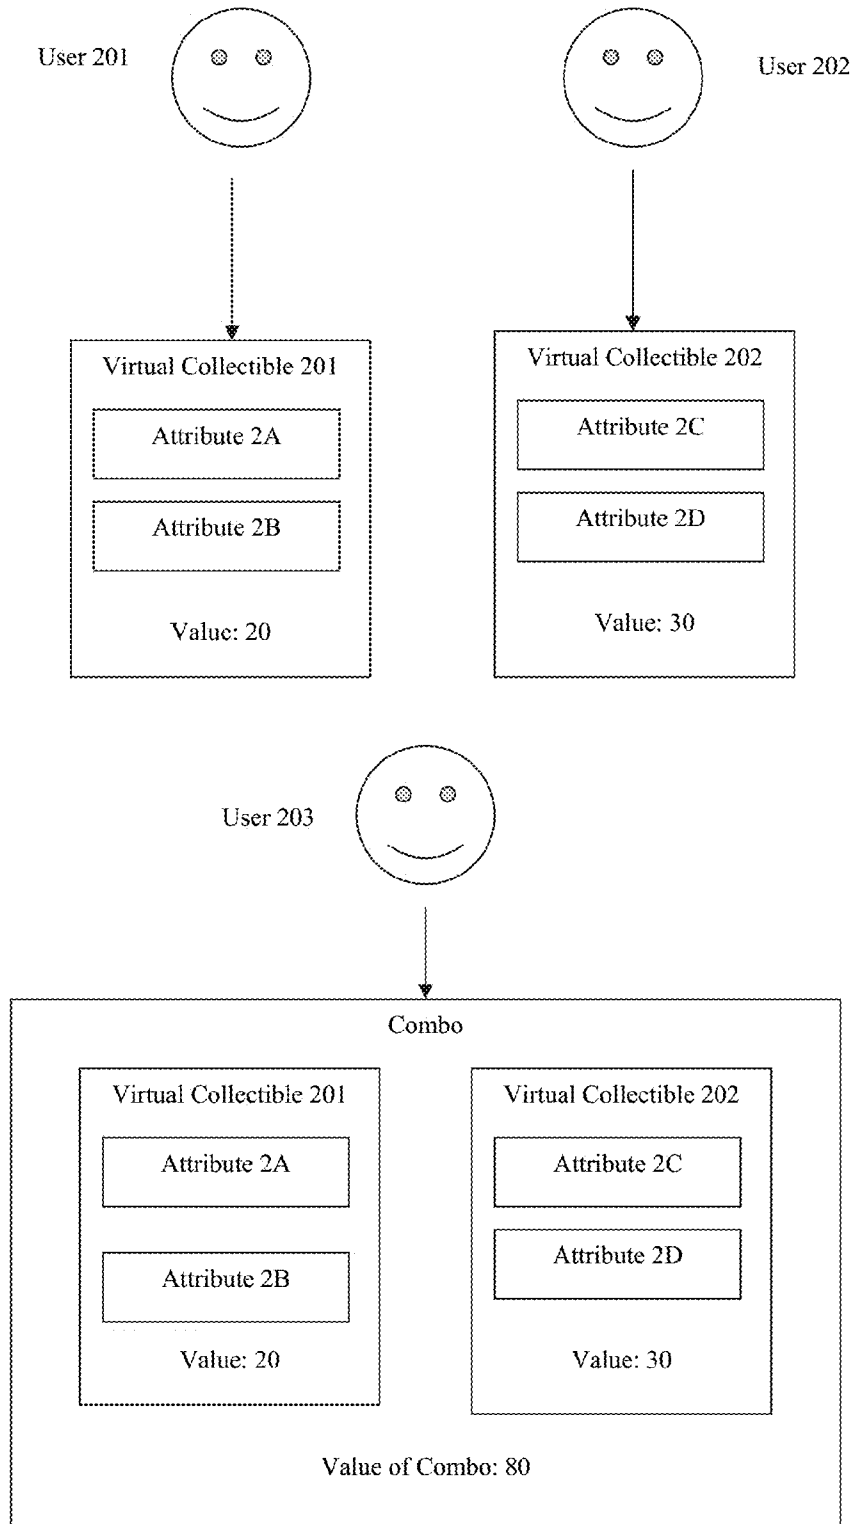 User 201
User 202
Virtual Collectible 201
Attribute 2A
Attribute 2B
Value: 20
Virtual Collectible 202
Attribute 2C
Attribute 2D
Value: 30
User 203
Combo
Virtual Collectible 201
Attribute 2A
Attribute 2B
Value: 20
Virtual Collectible 202
Attribute 2C
Attribute 2D
Value: 30
Value of Combo: 80